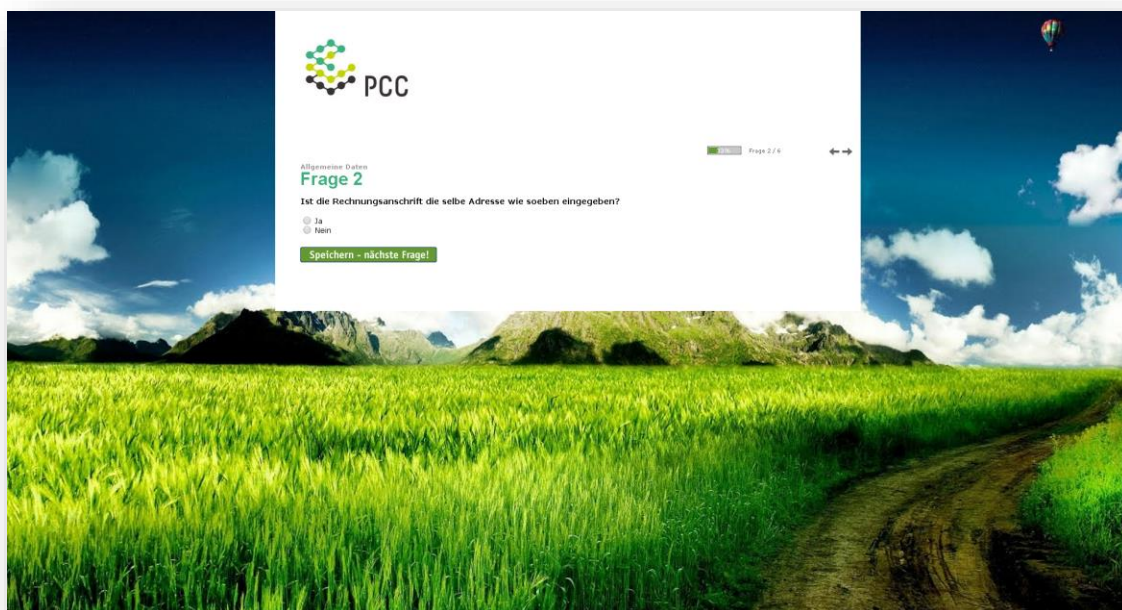 PCC
Frage 2 / 6
Allgemeine Daten
Frage 2
Ist die Rechnungsanschrift die selbe Adresse wie soeben eingegeben?
Ja
Nein
Speichern - nächste Frage!